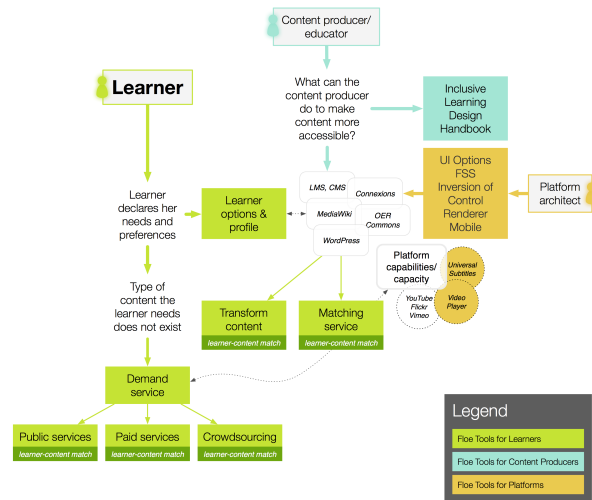 Content producer/
educator
Learner
What can the
content producer
do to make
content more
accessible?
Inclusive
Learning
Design
Handbook
UI Options
FSS
Inversion of
Control
Renderer
Mobile
Platform
architect
Learner
declares her
needs and
preferences
Learner
options &
profile
LMS, CMS
Connexions
MediaWiki
OER
Commons
WordPress
Platform
capabilities/
capacity
Universal
Subtitles
YouTube
Flickr
Vimeo
Video
Player
Type of
content the
learner needs
does not exist
Transform
content
learner-content match
Matching
service
learner-content match
Demand
service
Public services
learner-content match
Paid services
learner-content match
Crowdsourcing
learner-content match
Legend
Floe Tools for Learners
Floe Tools for Content Producers
Floe Tools for Platforms